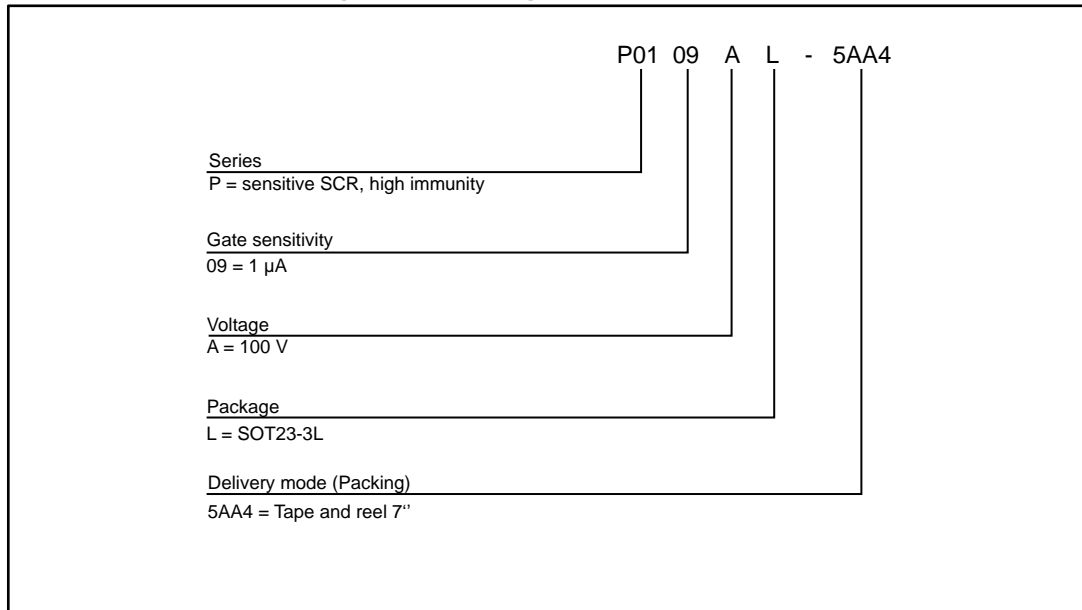 P01 09 A L - 5AA4
Series
P = sensitive SCR, high immunity
Gate sensitivity
09 = 1 µA
Voltage
A = 100 V
Package
L = SOT23-3L
Delivery mode (Packing)
5AA4 = Tape and reel 7‘’